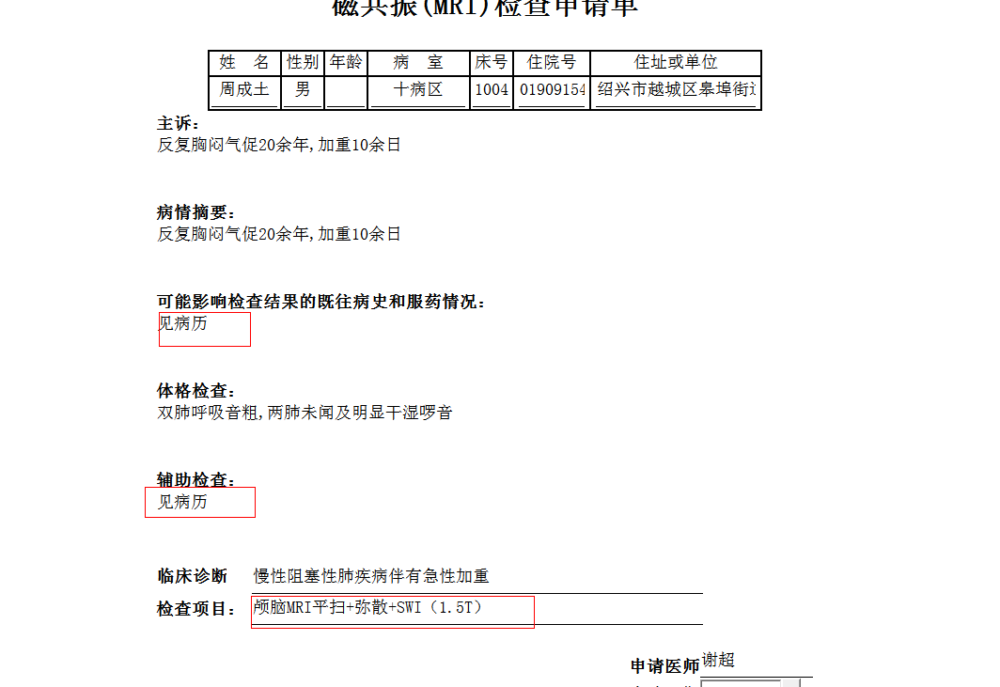 磁共振(MRI)检查申请单
姓 名 性别 年龄 病 室 床号 住院号 住址或单位
周成土 男 十病区 1004 01909154 绍兴市越城区皋埠街
主诉:
反复胸闷气促20余年,加重10余日
病情摘要:
反复胸闷气促20余年,加重10余日
可能影响检查结果的既往病史和服药情况:
见病历
体格检查:
双肺呼吸音粗,两肺未闻及明显干湿啰音
辅助检查:
见病历
临床诊断 慢性阻塞性肺疾病伴有急性加重
检查项目: 颅脑MRI平扫+弥散+SWI（1.5T）
申请医师 谢超